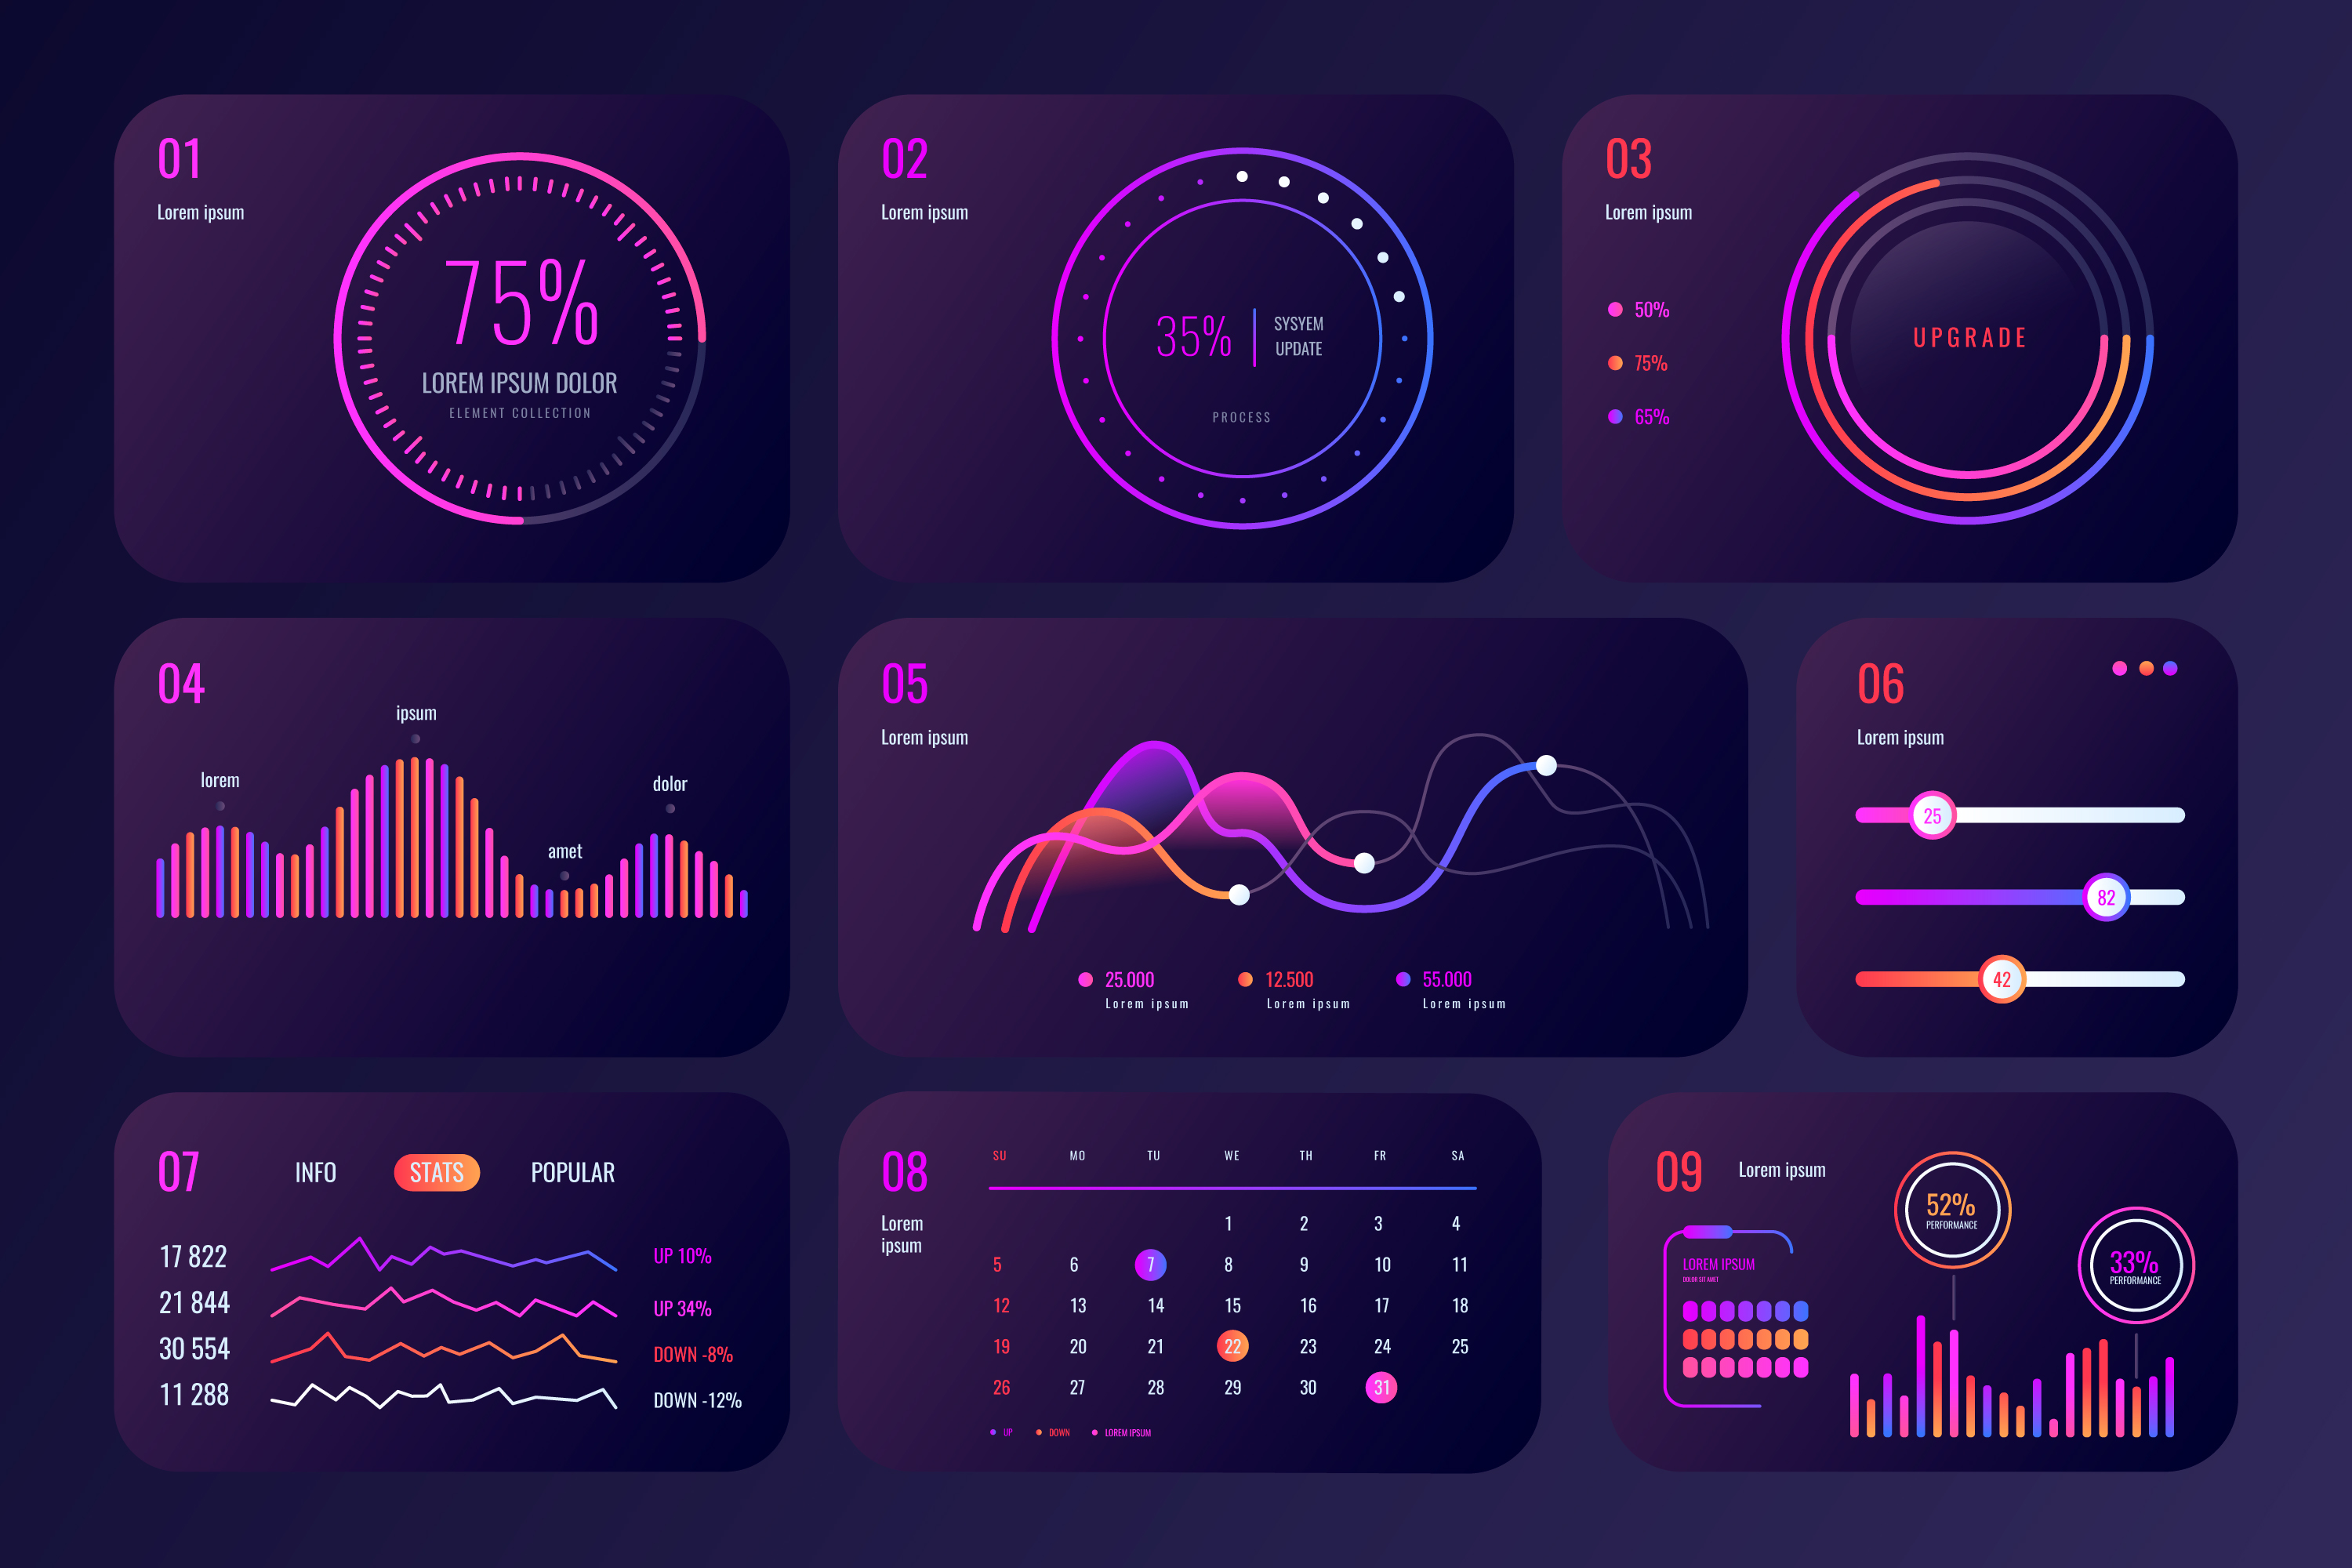 01
Lorem ipsum
75%
LOREM IPSUM DOLOR
ELEMENT COLLECTION
02
Lorem ipsum
35%
SYSYEM
UPDATE
PROCESS
03
Lorem ipsum
50%
75%
65%
UPGRADE
04
lorem
ipsum
amet
dolor
05
Lorem ipsum
25.000
Lorem ipsum
12.500
Lorem ipsum
55.000
Lorem ipsum
06
Lorem ipsum
25
82
42
07
INFO STATS POPULAR
17 822 UP 10%
21 844 UP 34%
30 554 DOWN -8%
11 288 DOWN -12%
08
Lorem
ipsum
SU MO TU WE TH FR SA
1 2 3 4
5 6 7 8 9 10 11
12 13 14 15 16 17 18
19 20 21 22 23 24 25
26 27 28 29 30 31
UP DOWN LOREM IPSUM
09
Lorem ipsum
LOREM IPSUM
DOLOR SIT AMET
52%
PERFORMANCE
33%
PERFORMANCE